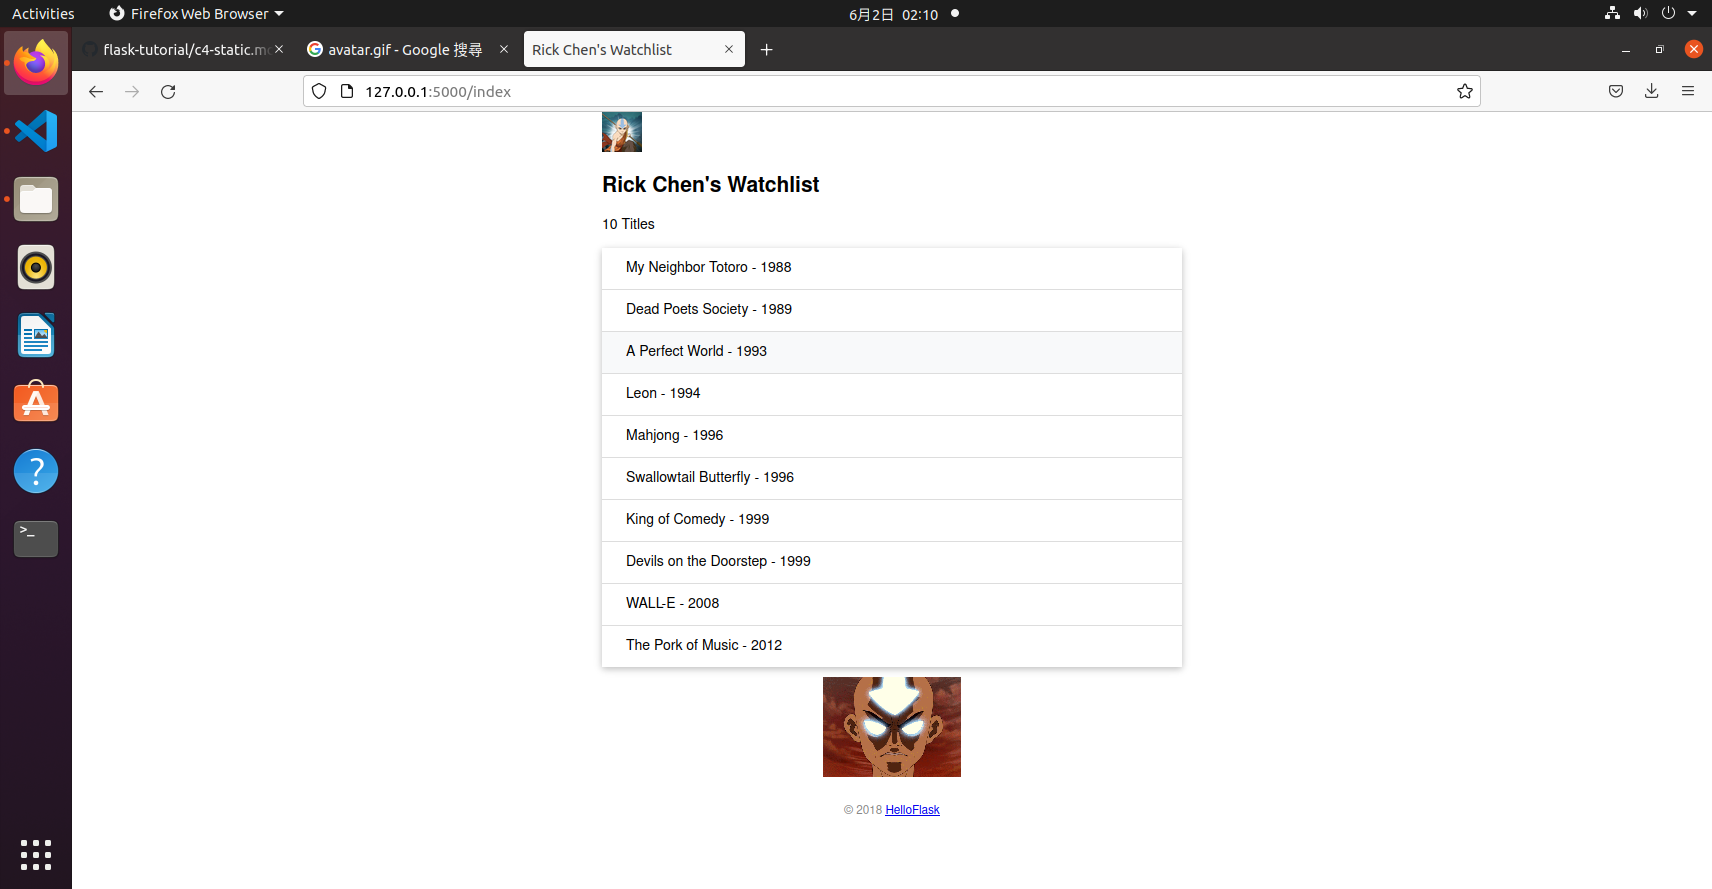 Activities
Firefox Web Browser
6月2日 02:10
flask-tutorial/c4-static.mc
avatar.gif - Google 搜尋
Rick Chen's Watchlist
127.0.0.1:5000/index
Rick Chen's Watchlist
10 Titles
My Neighbor Totoro - 1988
Dead Poets Society - 1989
A Perfect World - 1993
Leon - 1994
Mahjong - 1996
Swallowtail Butterfly - 1996
King of Comedy - 1999
Devils on the Doorstep - 1999
WALL-E - 2008
The Pork of Music - 2012
© 2018 HelloFlask